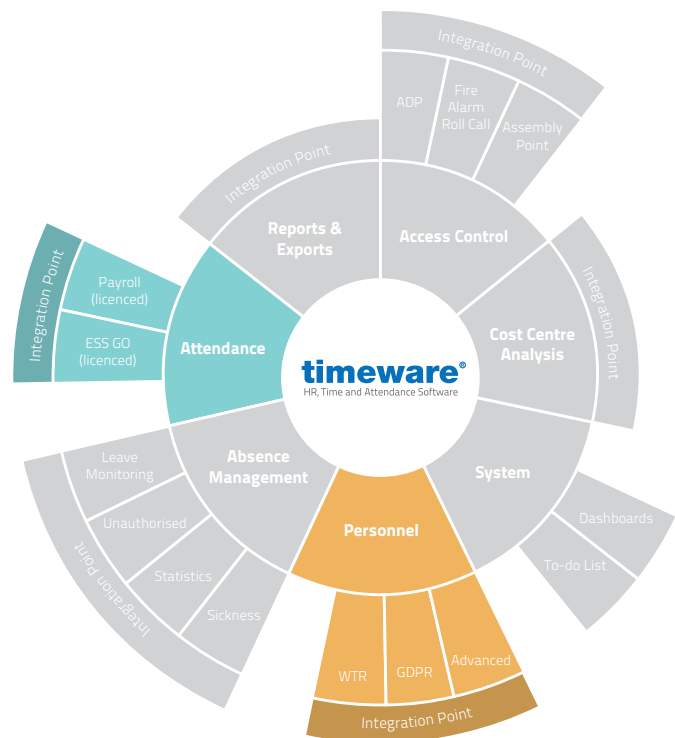 Integration Point
ADP
Fire
Alarm
Roll Call
Assembly
Point
Integration Point
Reports &
Exports
Access Control
Integration Point
Cost Centre
Analysis
Integration Point
Payroll
(licenced)
ESS GO
(licenced)
Attendance
timeware®
HR, Time and Attendance Software
Absence
Management
Leave
Monitoring
Unauthorised
Statistics
Sickness
Integration Point
System
Dashboards
To-do List
Personnel
WTR
GDPR
Advanced
Integration Point